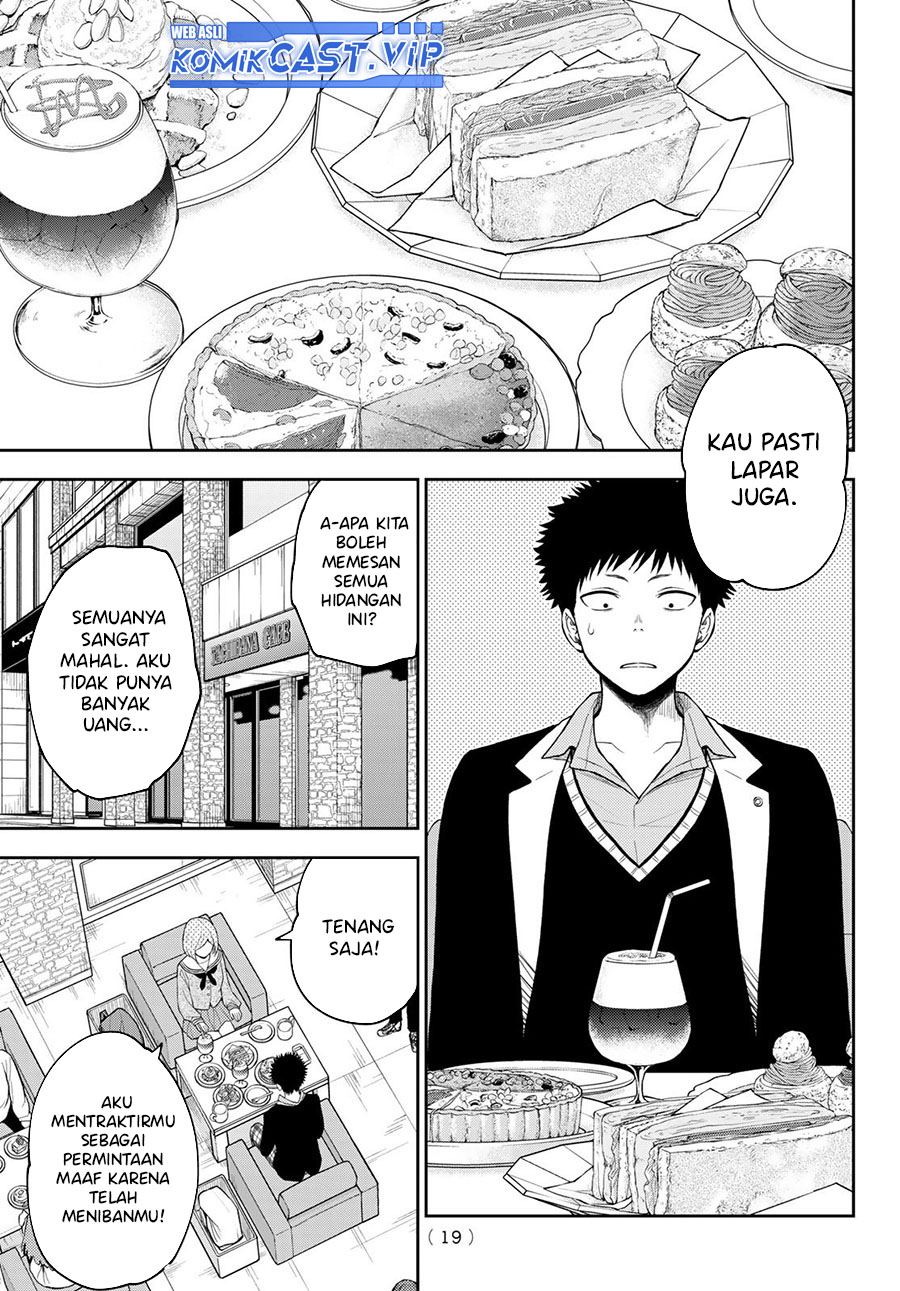 WEB ASLI
KOMIKCAST.VIP
KAU PASTI
LAPAR
JUGA.
A-APA KITA
BOLEH
MEMESAN
SEMUA
HIDANGAN
INI?
SEMUANYA
SANGAT
MAHAL. AKU
TIDAK PUNYA
BANYAK
UANG...
TENANG
SAJA!
AKU
MENTRAKTIRMU
SEBAGAI
PERMINTAAN
MAAF KARENA
TELAH
MENIBANMU!
( 19 )